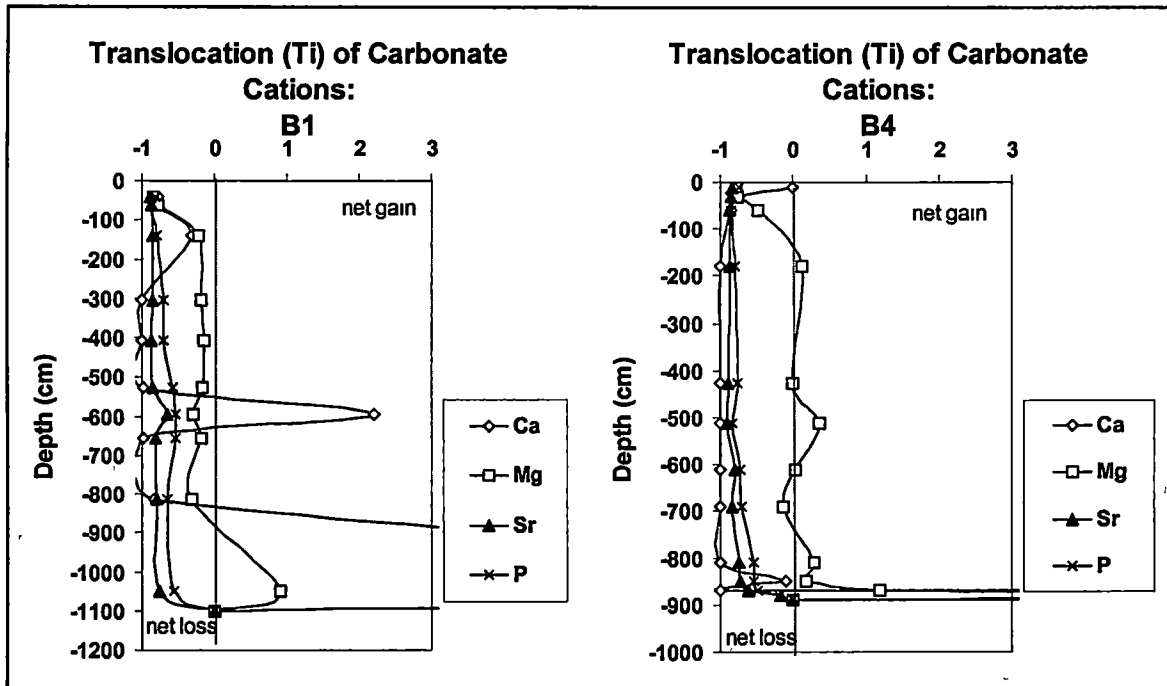 Translocation (Ti) of Carbonate
Cations:
B1
-1 0 1 2 3
0
-100
-200
-300
-400
-500
-600
-700
-800
-900
-1000
-1100
-1200
Depth (cm)
net gain
net loss
Ca
Mg
Sr
P
Translocation (Ti) of Carbonate
Cations:
B4
-1 0 1 2 3
0
-100
-200
-300
-400
-500
-600
-700
-800
-900
-1000
Depth (cm)
net gain
net loss
Ca
Mg
Sr
P